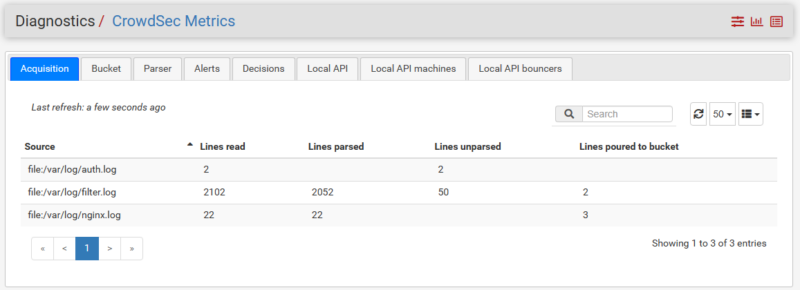 Diagnostics / CrowdSec Metrics
Acquisition Bucket Parser Alerts Decisions Local API Local API machines Local API bouncers
Last refresh: a few seconds ago
Search
50
Source Lines read Lines parsed Lines unparsed Lines poured to bucket
file:/var/log/auth.log 2 2
file:/var/log/filter.log 2102 2052 50 2
file:/var/log/nginx.log 22 22 3
« < 1 > »
Showing 1 to 3 of 3 entries